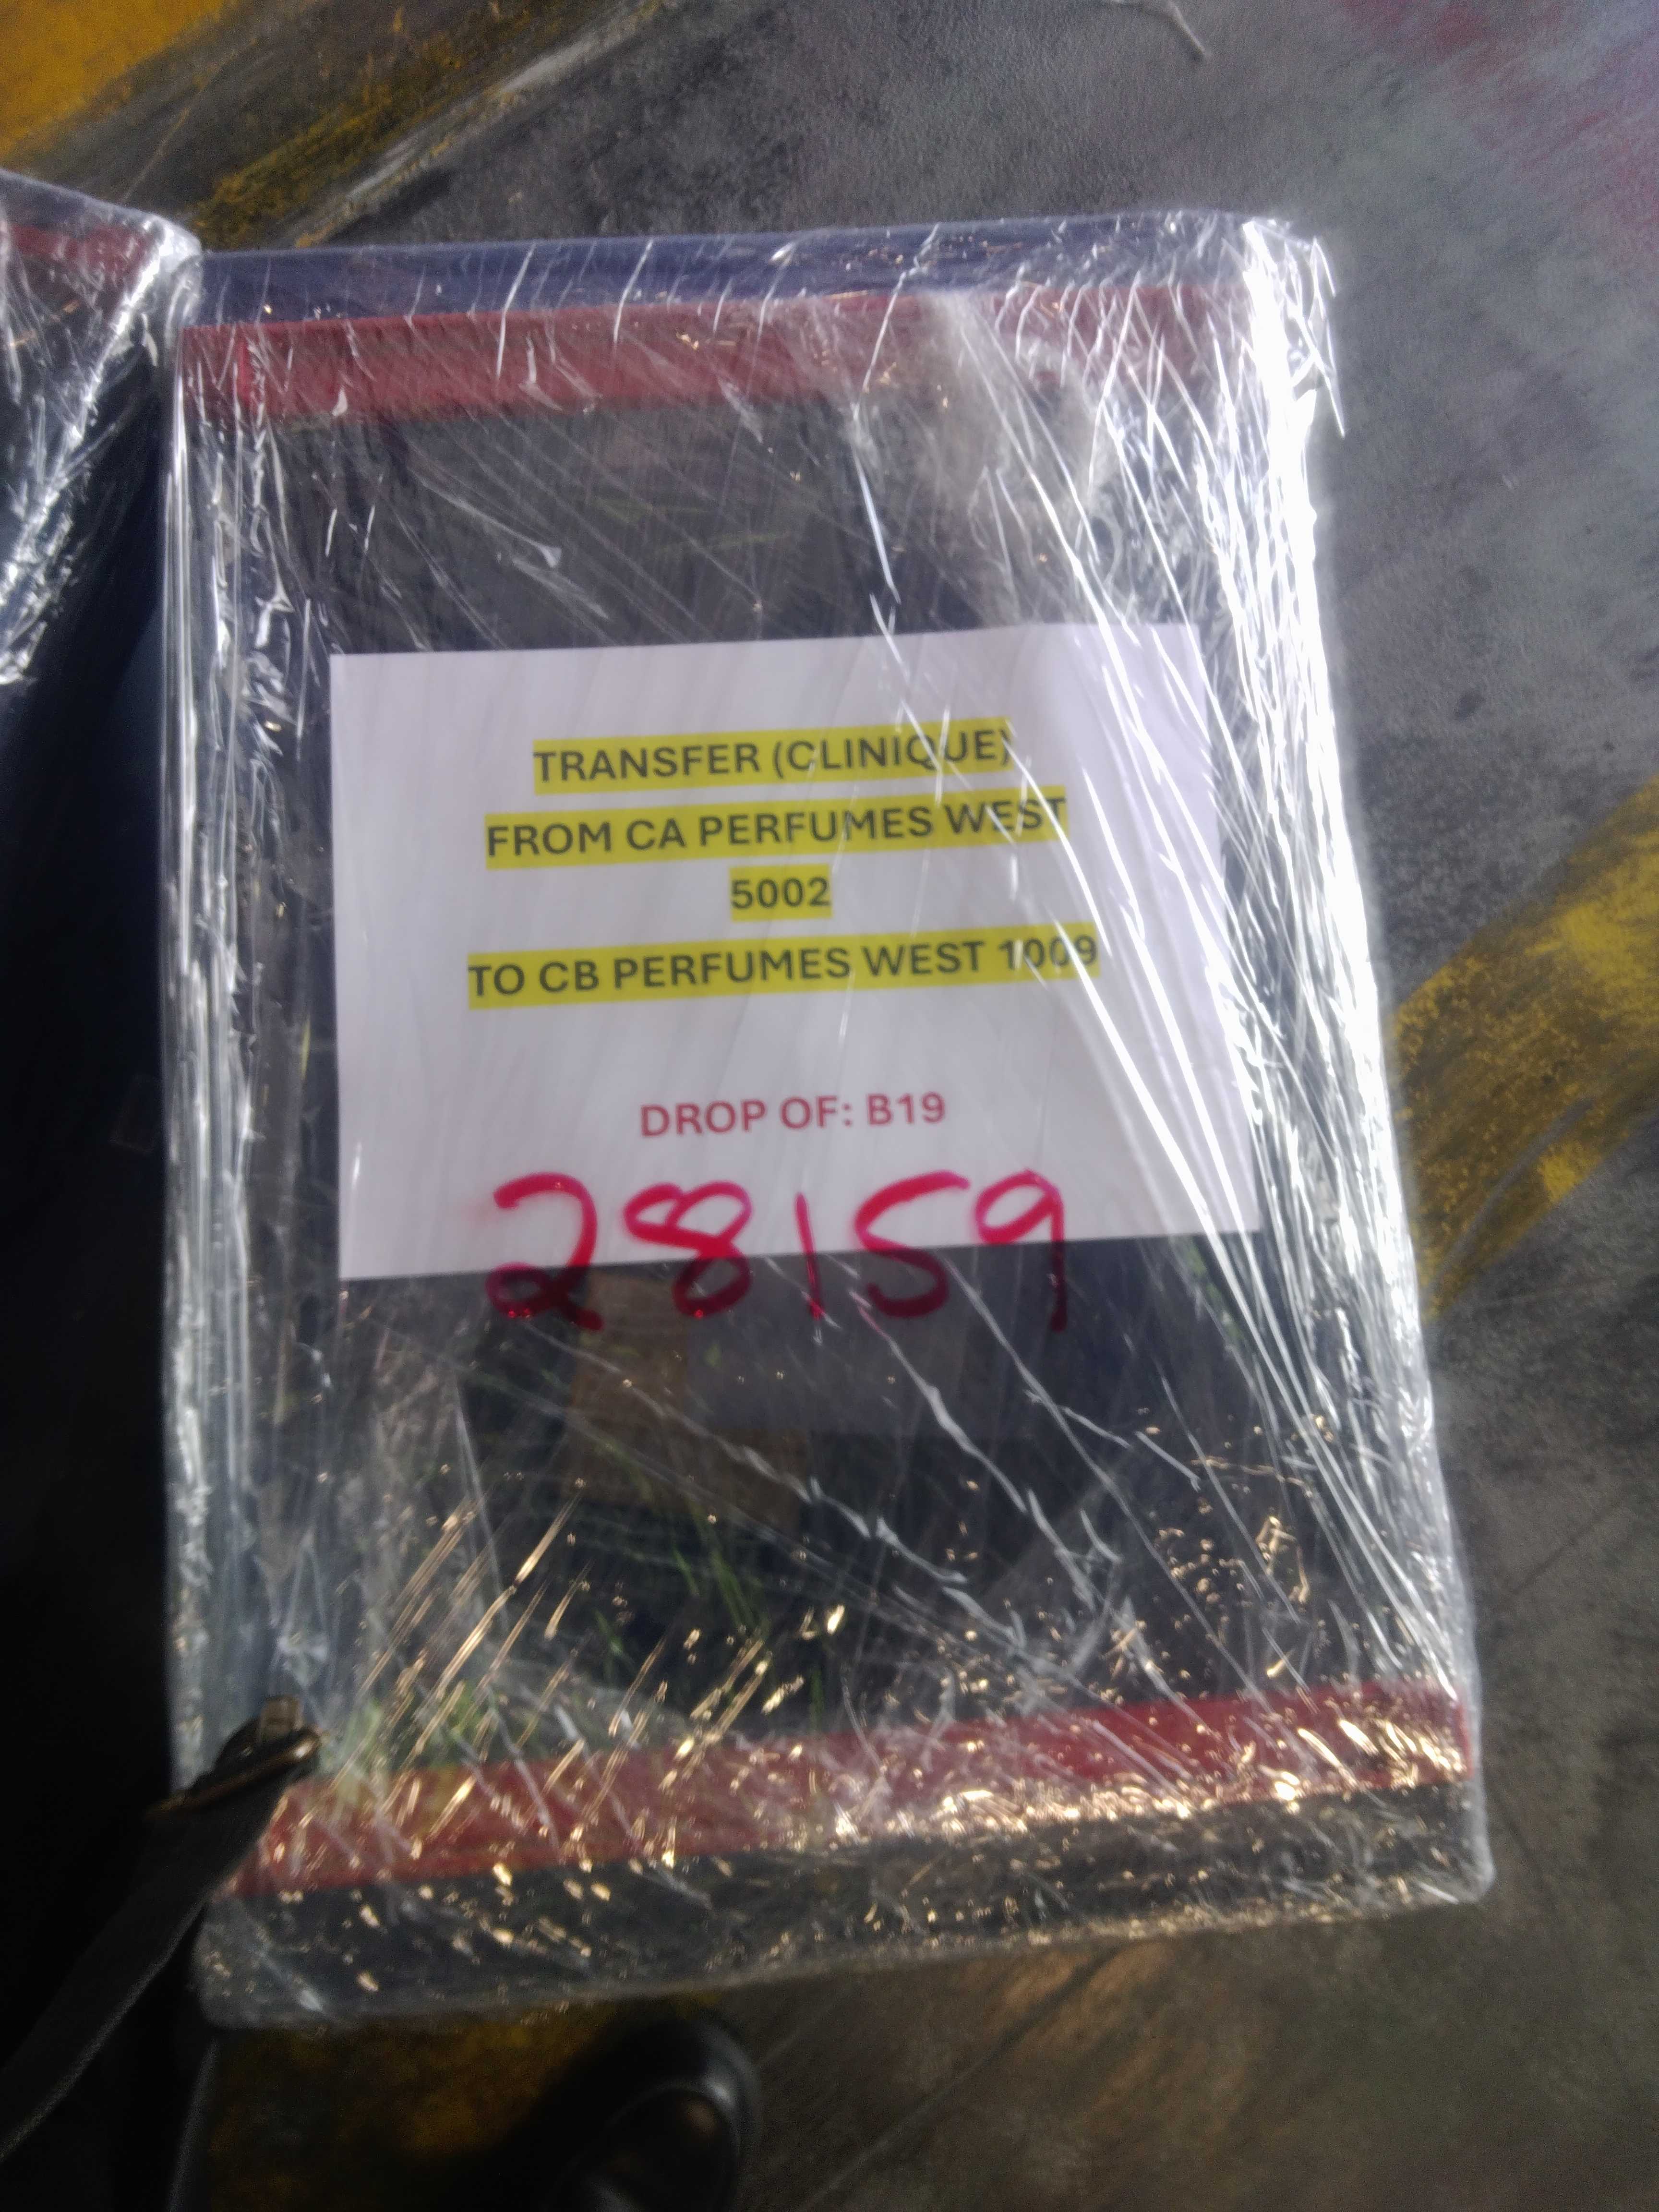 TRANSFER (CLINIQUE)
FROM CA PERFUMES WEST
5002
TO CB PERFUMES WEST 1009
DROP OF: B19
28159